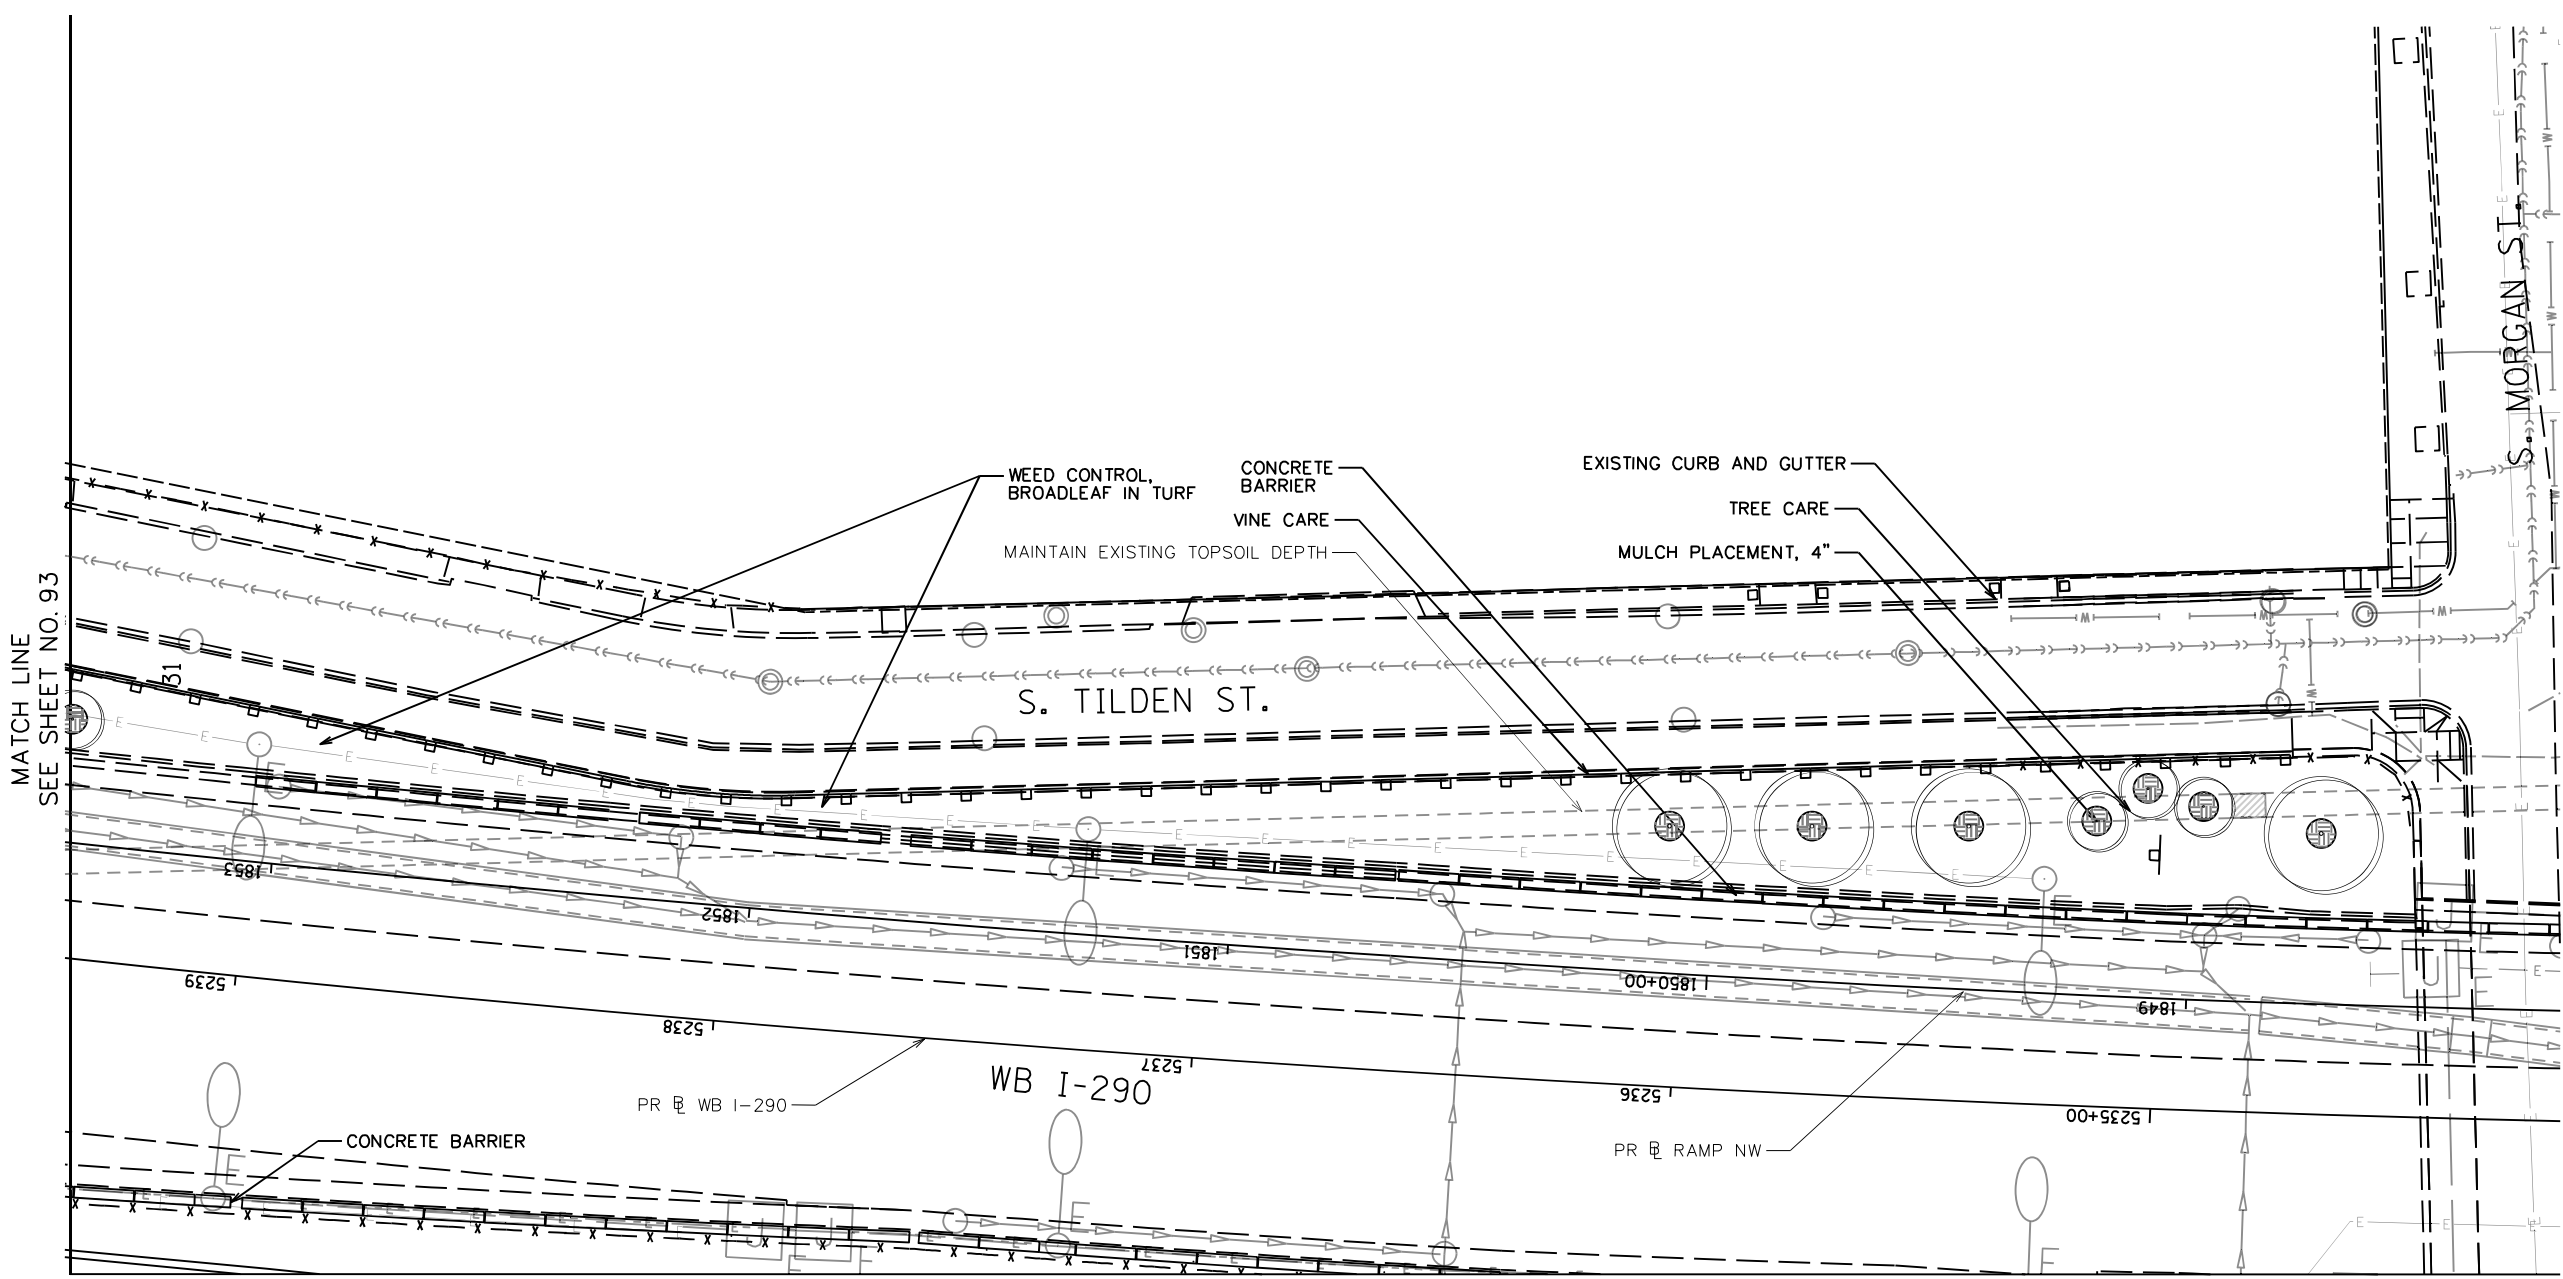 MATCH LINE
SEE SHEET NO. 93
WEED CONTROL,
BROADLEAF IN TURF
CONCRETE
BARRIER
VINE CARE
MAINTAIN EXISTING TOPSOIL DEPTH
EXISTING CURB AND GUTTER
TREE CARE
MULCH PLACEMENT, 4"
S. MORGAN ST.
31
S. TILDEN ST.
1853
1852
1851
1850+00
1849
5239
5238
5237
5236
5235+00
WB I-290
PR BL WB I-290
PR BL RAMP NW
CONCRETE BARRIER